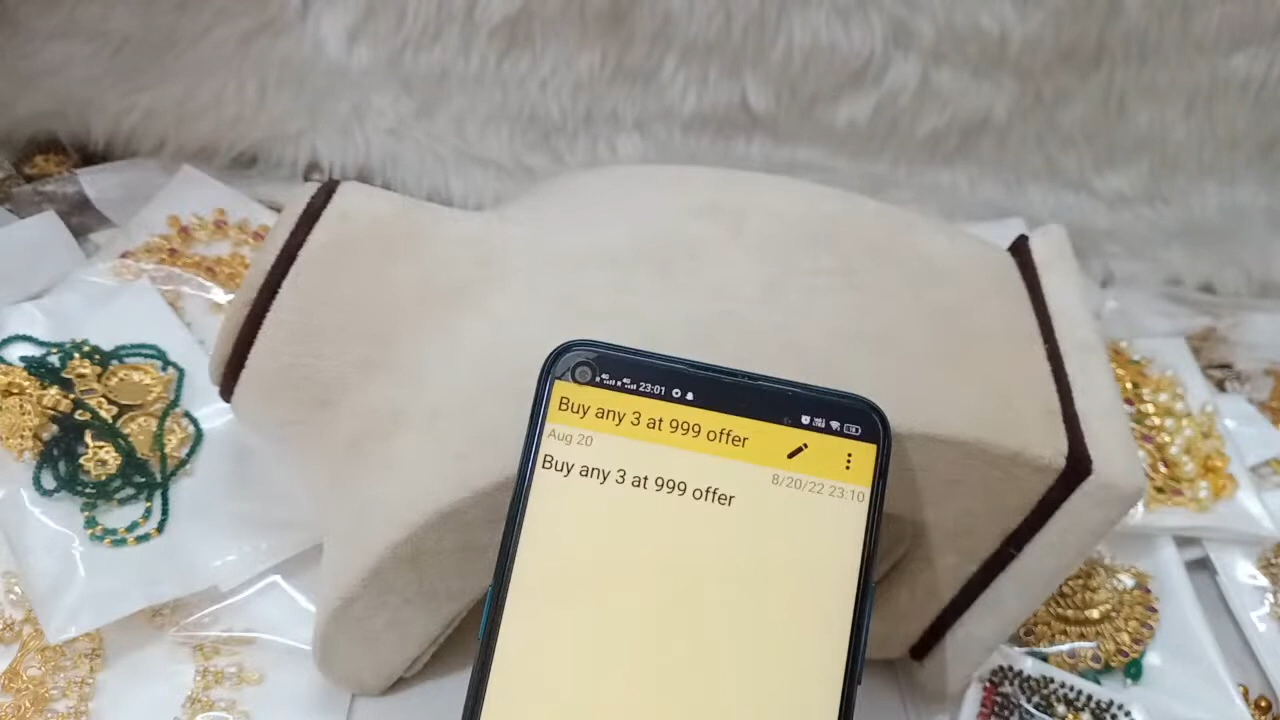 23:01
Buy any 3 at 999 offer
Aug 20
8/20/22 23:10
Buy any 3 at 999 offer